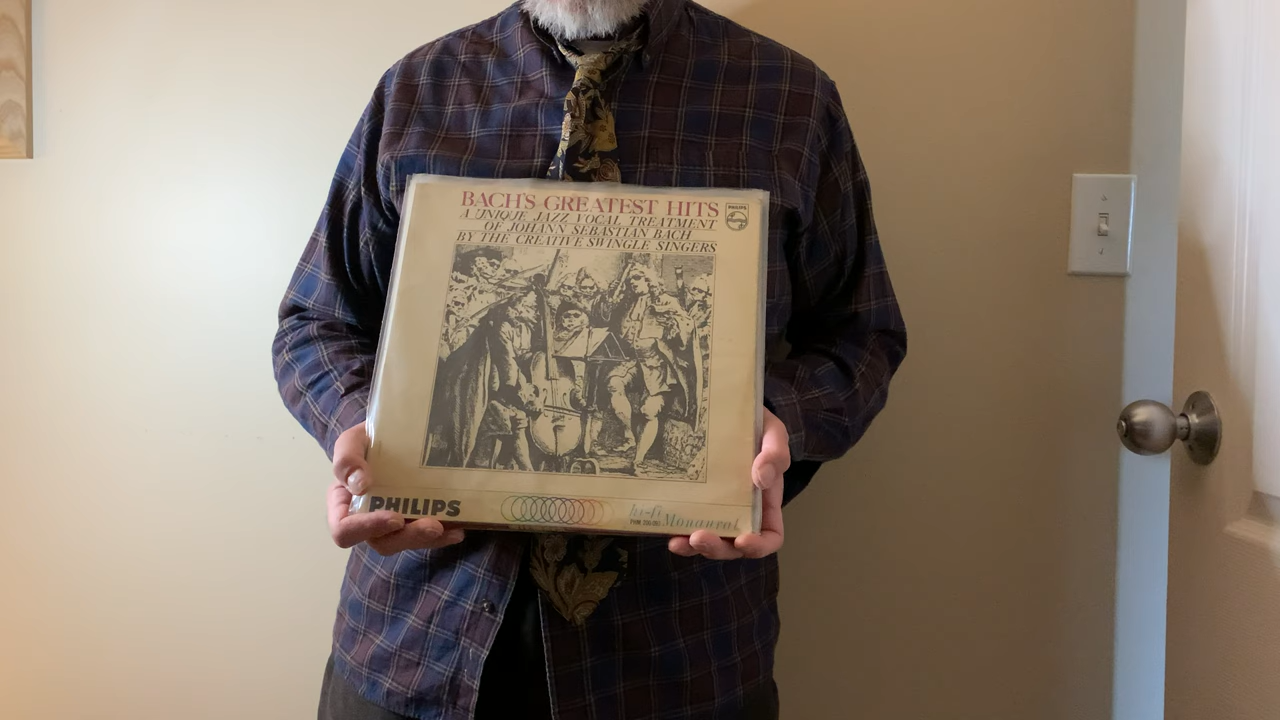 BACH'S GREATEST HITS
A UNIQUE JAZZ VOCAL TREATMENT
OF JOHANN SEBASTIAN BACH
BY THE CREATIVE SWINGLE SINGERS
PHILIPS
PHILIPS
hi-fi
Monaural